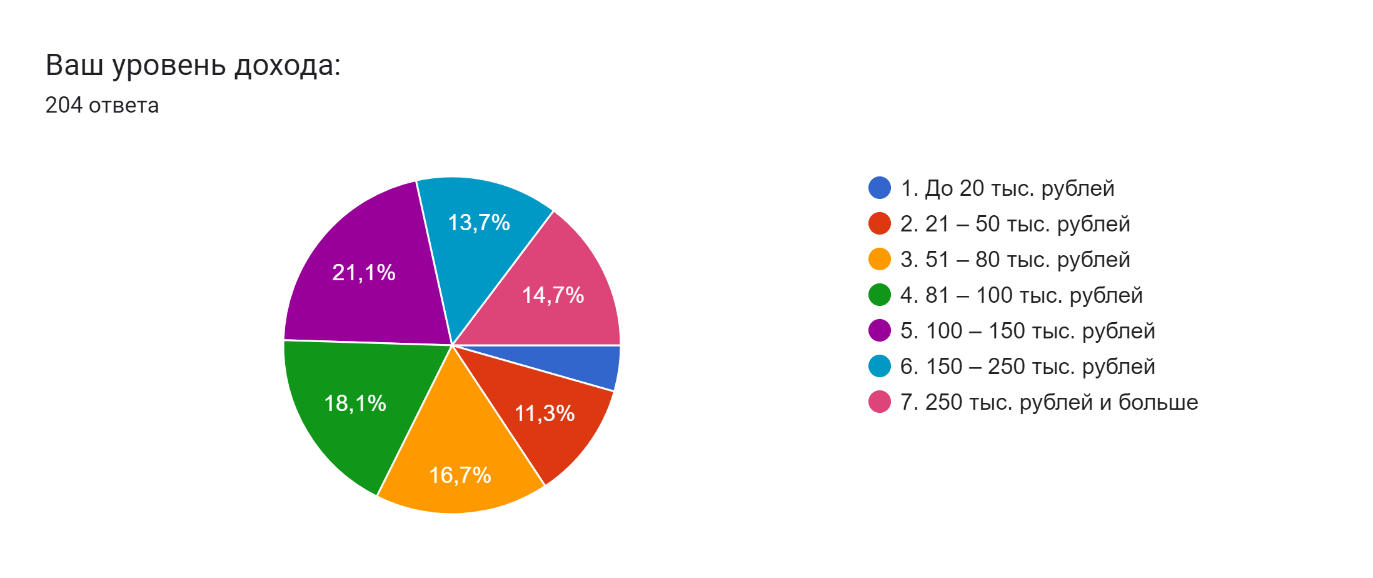 Ваш уровень дохода:
204 ответа
13,7%
21,1%
14,7%
18,1%
11,3%
16,7%
1. До 20 тыс. рублей
2. 21 – 50 тыс. рублей
3. 51 – 80 тыс. рублей
4. 81 – 100 тыс. рублей
5. 100 – 150 тыс. рублей
6. 150 – 250 тыс. рублей
7. 250 тыс. рублей и больше